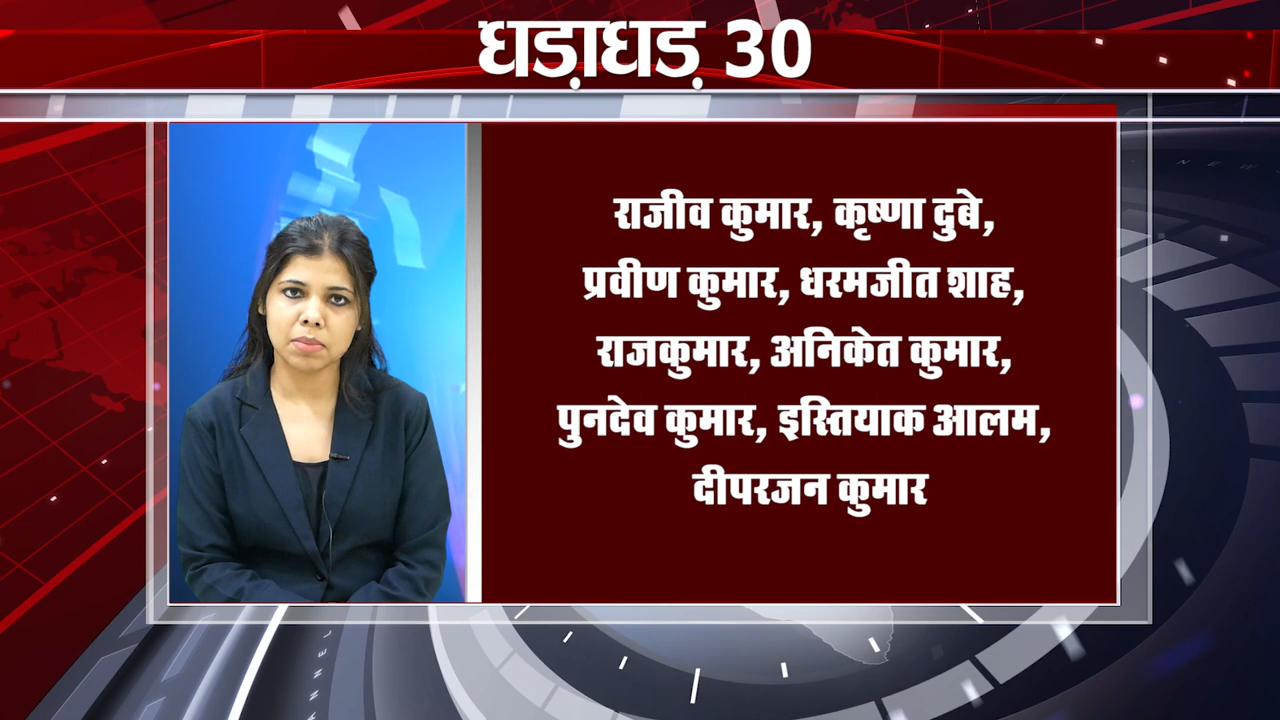 धड़ाधड़ 30
राजीव कुमार, कृष्णा दुबे,
प्रवीण कुमार, धरमजीत शाह,
राजकुमार, अनिकेत कुमार,
पुनदेव कुमार, इस्तियाक आलम,
दीपरजन कुमार